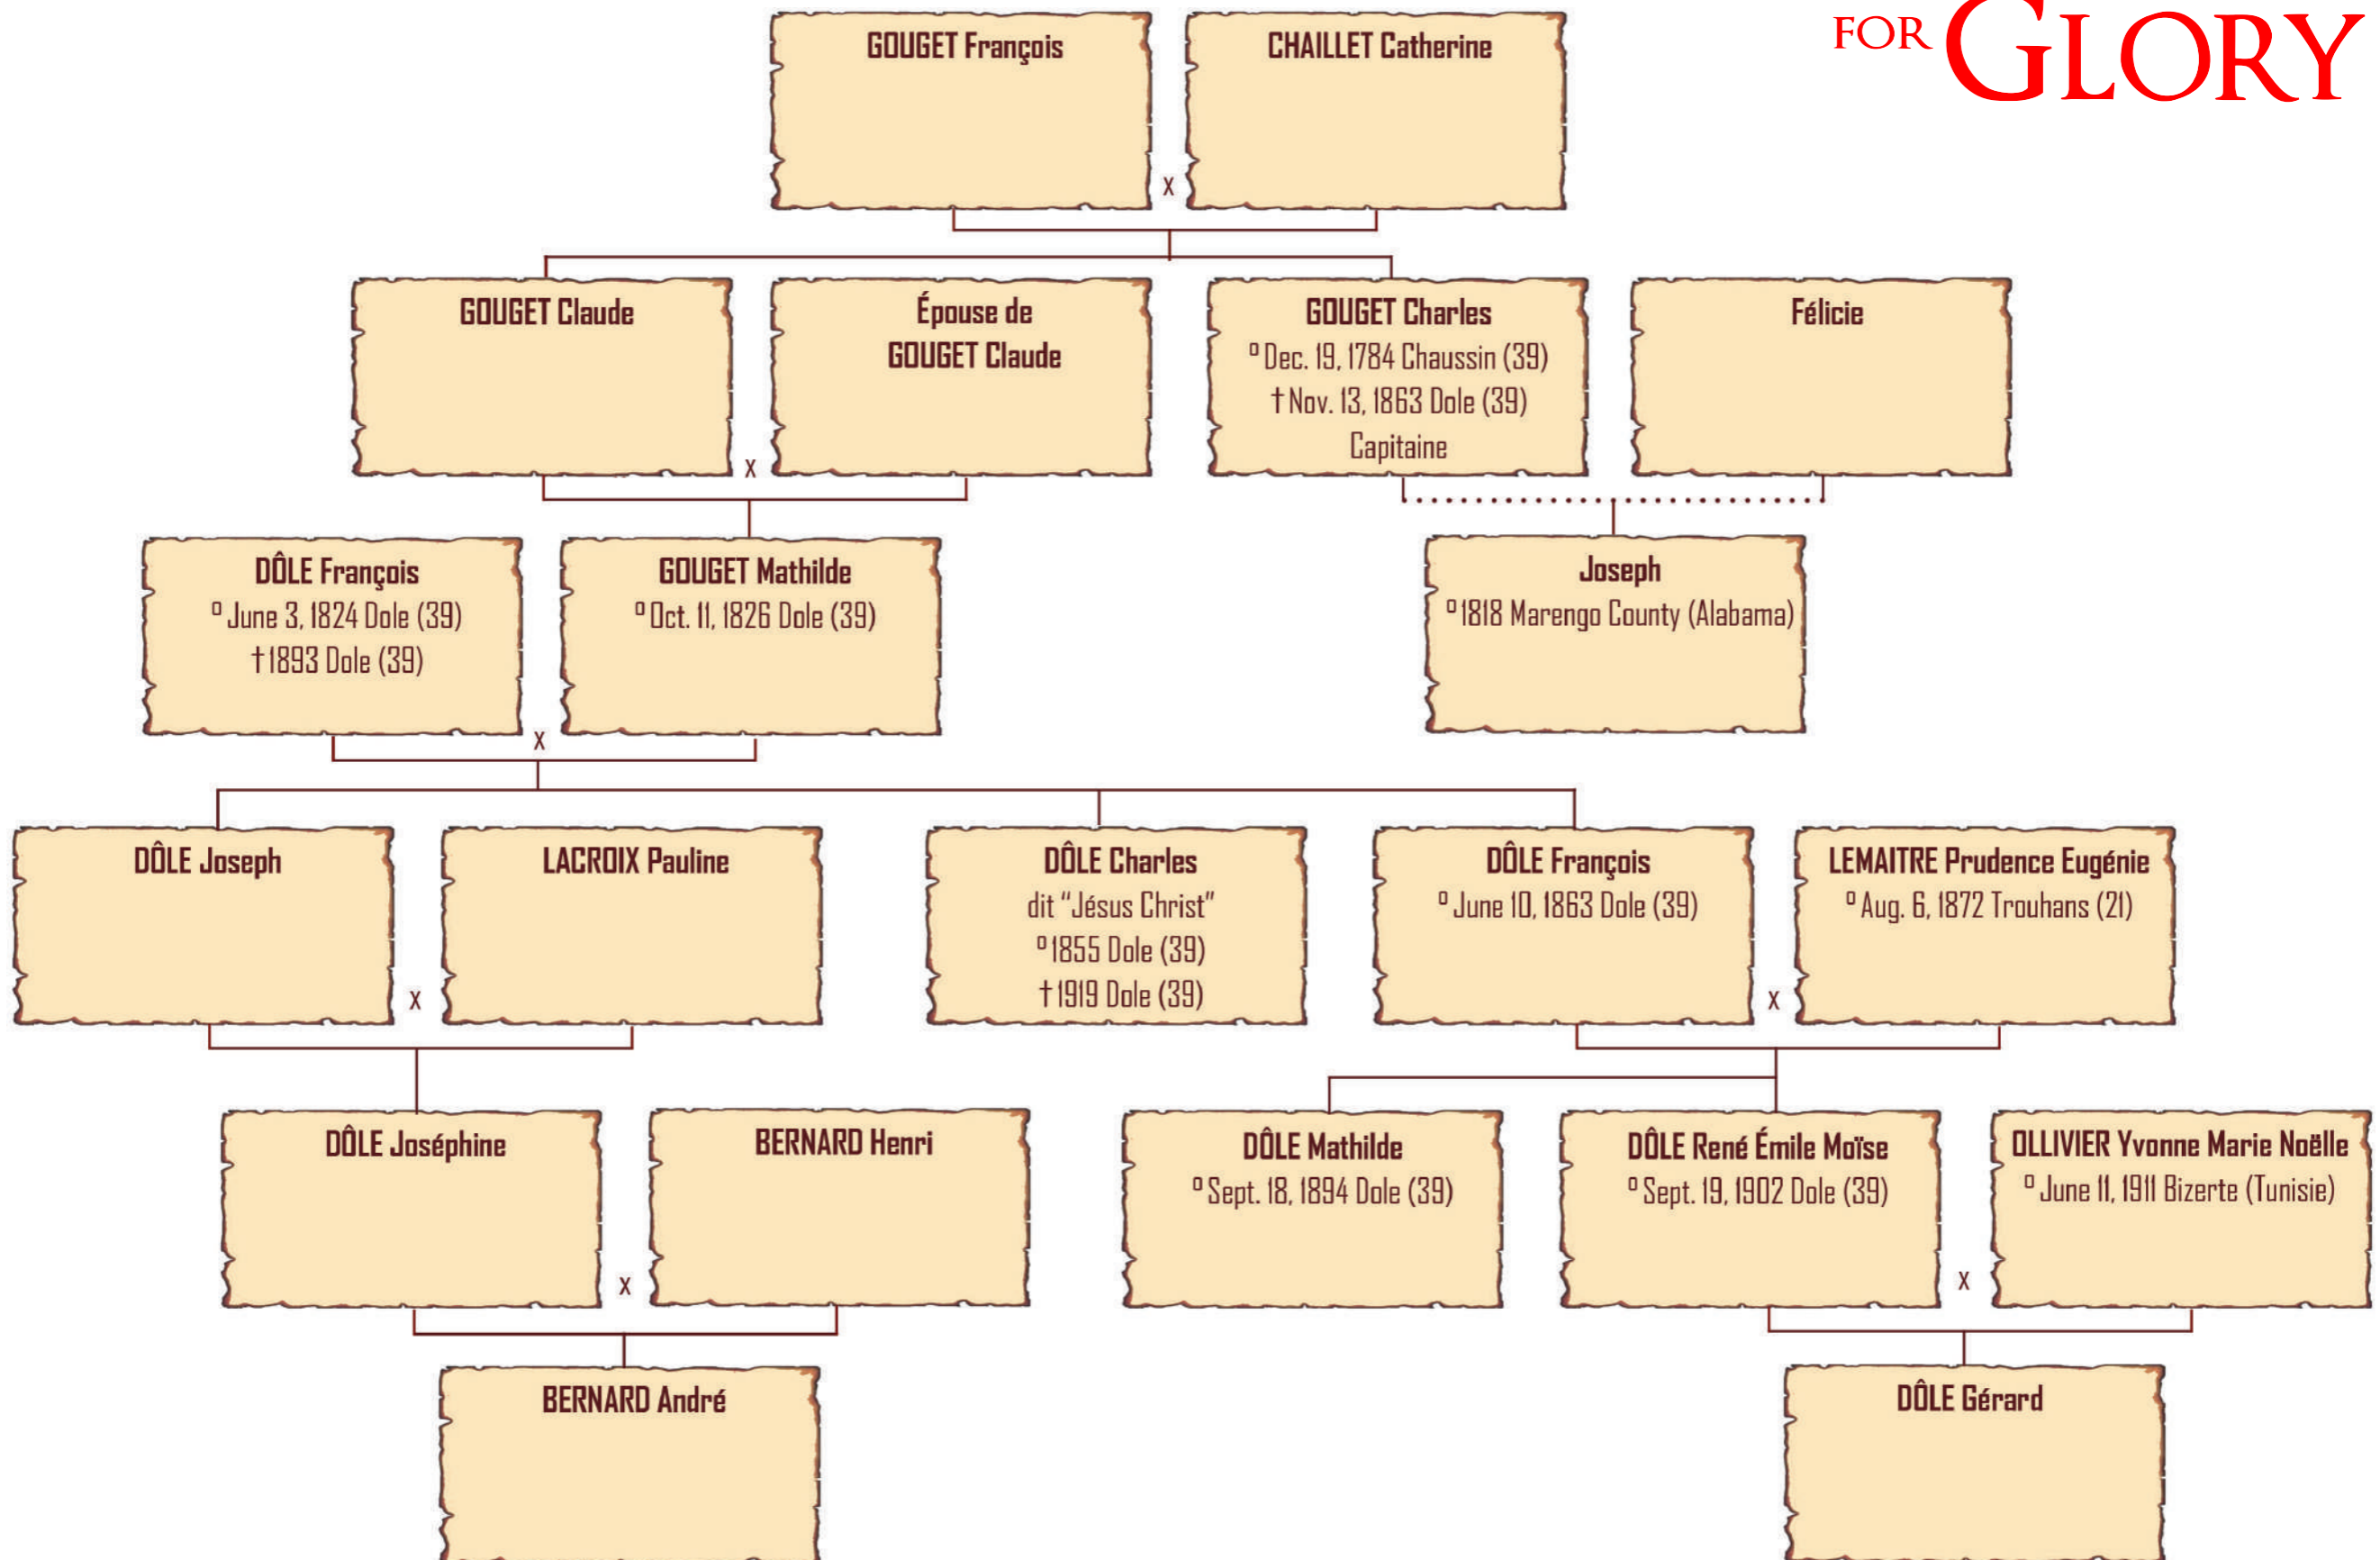 FOR GLORY
GOUGET François
CHAILLET Catherine
X
GOUGET Claude
Épouse de
GOUGET Claude
X
GOUGET Charles
° Dec. 19, 1784 Chaussin (39)
† Nov. 13, 1863 Dole (39)
Capitaine
Félicie
DÔLE François
° June 3, 1824 Dole (39)
† 1893 Dole (39)
X
GOUGET Mathilde
° Oct. 11, 1826 Dole (39)
Joseph
° 1818 Marengo County (Alabama)
DÔLE Joseph
X
LACROIX Pauline
DÔLE Charles
dit "Jésus Christ"
° 1855 Dole (39)
† 1919 Dole (39)
DÔLE François
° June 10, 1863 Dole (39)
X
LEMAITRE Prudence Eugénie
° Aug. 6, 1872 Trouhans (21)
DÔLE Joséphine
X
BERNARD Henri
DÔLE Mathilde
° Sept. 18, 1894 Dole (39)
DÔLE René Émile Moïse
° Sept. 19, 1902 Dole (39)
X
OLLIVIER Yvonne Marie Noëlle
° June 11, 1911 Bizerte (Tunisie)
BERNARD André
DÔLE Gérard